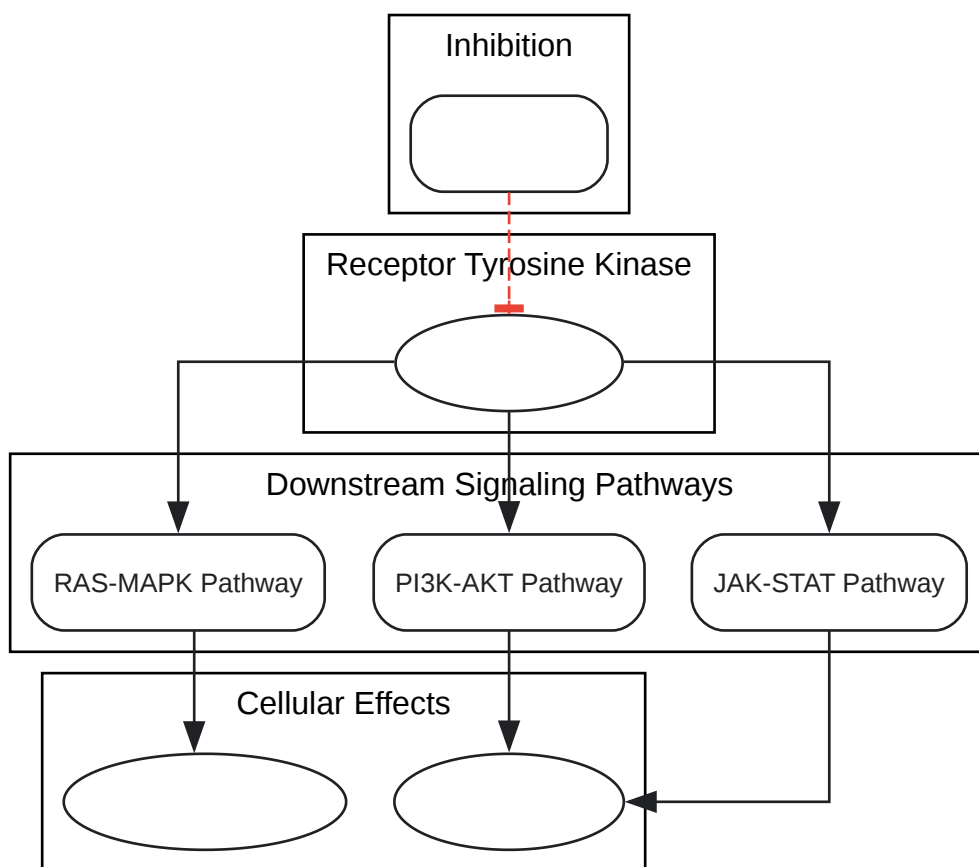 Inhibition
Receptor Tyrosine Kinase
Downstream Signaling Pathways
RAS-MAPK Pathway
PI3K-AKT Pathway
JAK-STAT Pathway
Cellular Effects